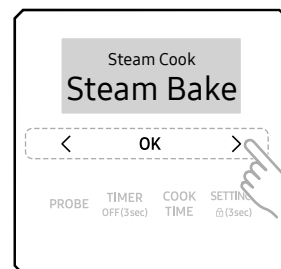 Steam Cook
Steam Bake
< OK >
PROBE TIMER COOK SETTING
OFF(3sec) TIME (3sec)